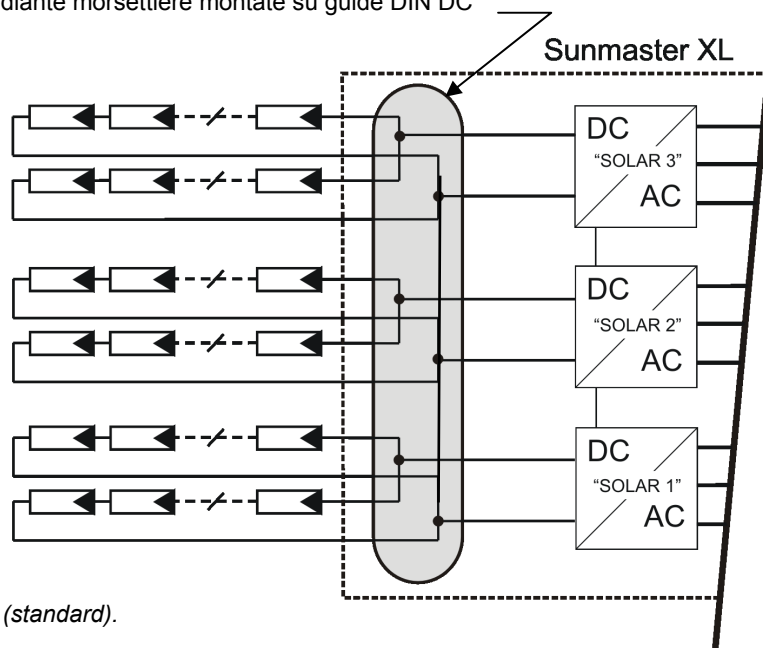 diante morsettiere montate su guide DIN DC
Sunmaster XL
DC
“SOLAR 3”
AC
DC
“SOLAR 2”
AC
DC
“SOLAR 1”
AC
(standard).